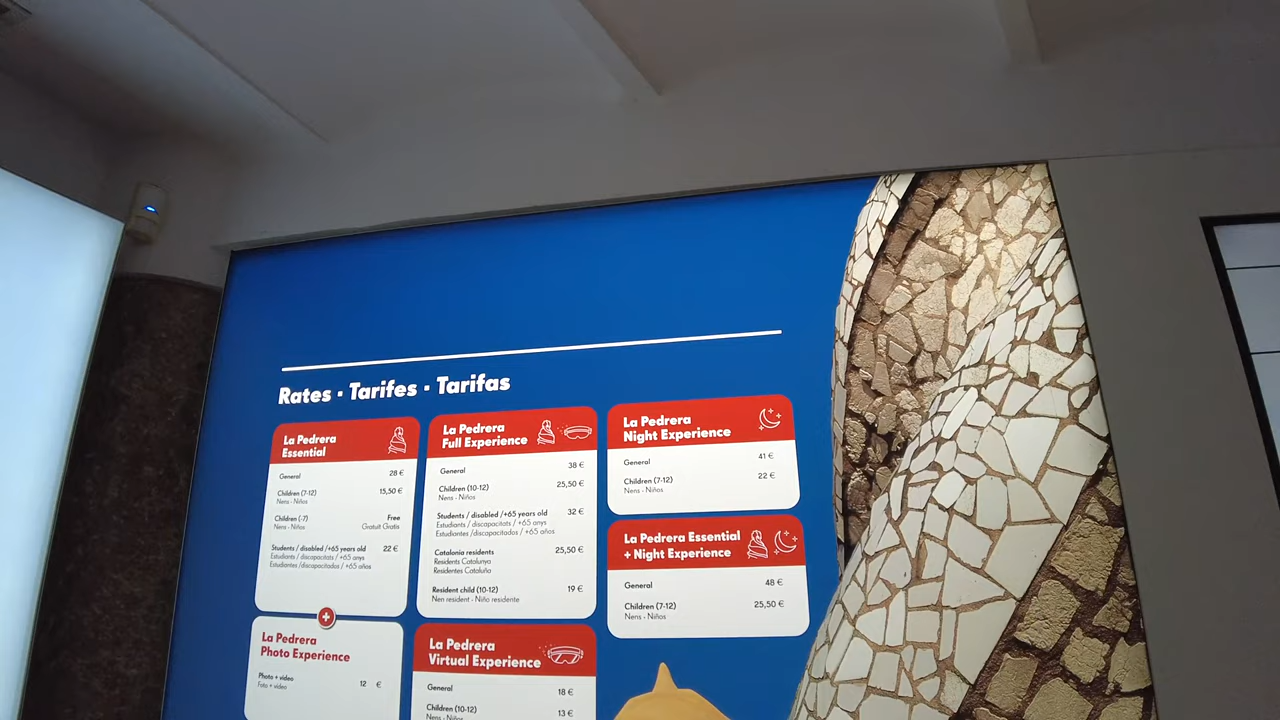 Rates · Tarifes · Tarifas
La Pedrera
Essential
General 28 €
Children (7-12) 15,50 €
Nens - Niños
Children (-7) Free
Nens - Niños Gratuït Gratis
Students / disabled /+65 years old 22 €
Estudiants / discapacitats / +65 anys
Estudiantes /discapacitados / +65 años
+
La Pedrera
Photo Experience
Photo + video 12 €
Foto + vídeo
La Pedrera
Full Experience
General 38 €
Children (10-12) 25,50 €
Nens - Niños
Students / disabled /+65 years old 32 €
Estudiants / discapacitats / +65 anys
Estudiantes /discapacitados / +65 años
Catalonia residents 25,50 €
Residents Catalunya
Residentes Cataluña
Resident child (10-12) 19 €
Nen resident - Niño residente
La Pedrera
Virtual Experience
General 18 €
Children (10-12) 13 €
Nens - Niños
La Pedrera
Night Experience
General 41 €
Children (7-12) 22 €
Nens - Niños
La Pedrera Essential
+ Night Experience
General 48 €
Children (7-12) 25,50 €
Nens - Niños